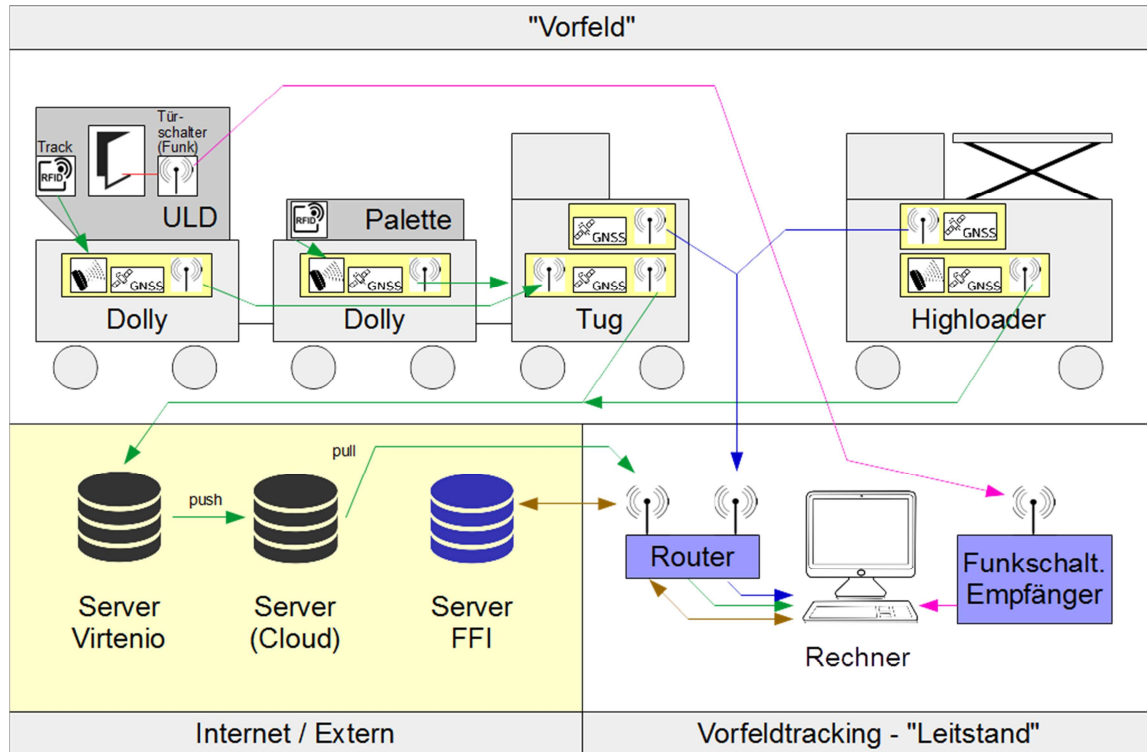 "Vorfeld"
Tür-
schalter
(Funk)
Track
RFID
ULD
RFID
Palette
GNSS
GNSS
GNSS
GNSS
GNSS
GNSS
Dolly
Dolly
Tug
Highloader
pull
push
Router
Funkschalt.
Empfänger
Server
Virtenio
Server
(Cloud)
Server
FFI
Rechner
Internet / Extern
Vorfeldtracking - "Leitstand"